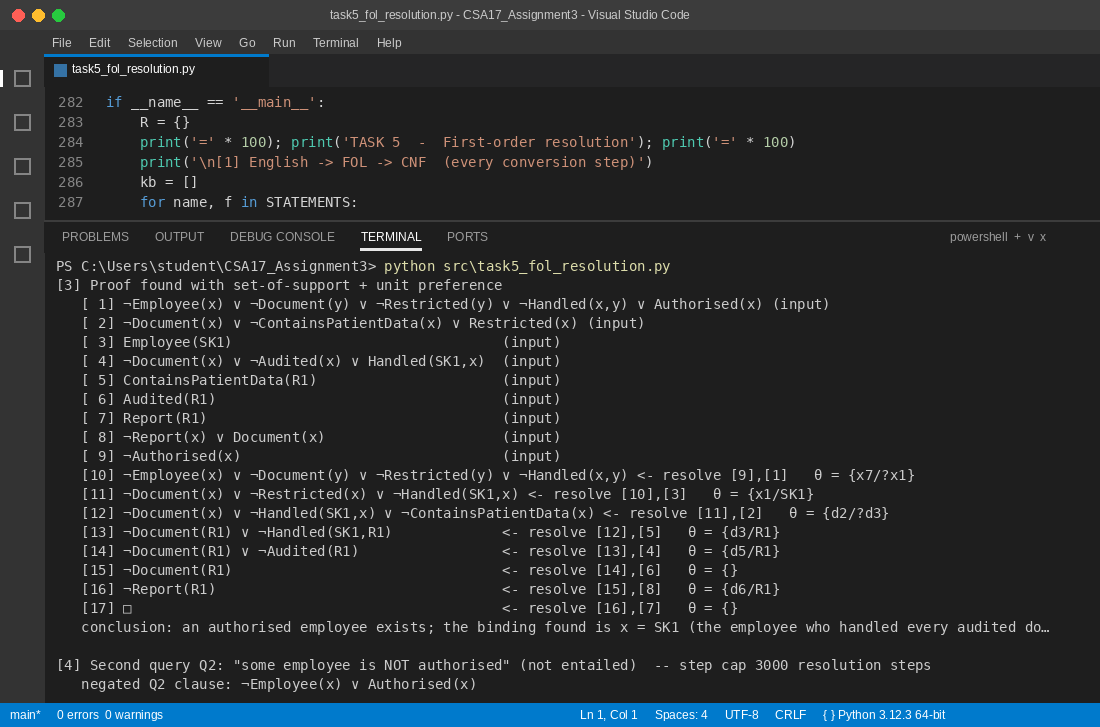 task5_fol_resolution.py - CSA17_Assignment3 - Visual Studio Code
File Edit Selection View Go Run Terminal Help
task5_fol_resolution.py
282 if __name__ == '__main__':
283     R = {}
284     print('=' * 100); print('TASK 5  -  First-order resolution'); print('=' * 100)
285     print('\n[1] English -> FOL -> CNF  (every conversion step)')
286     kb = []
287     for name, f in STATEMENTS:
PROBLEMS OUTPUT DEBUG CONSOLE TERMINAL PORTS powershell + v x
PS C:\Users\student\CSA17_Assignment3> python src\task5_fol_resolution.py
[3] Proof found with set-of-support + unit preference
   [ 1] ¬Employee(x) ∨ ¬Document(y) ∨ ¬Restricted(y) ∨ ¬Handled(x,y) ∨ Authorised(x) (input)
   [ 2] ¬Document(x) ∨ ¬ContainsPatientData(x) ∨ Restricted(x) (input)
   [ 3] Employee(SK1)                                (input)
   [ 4] ¬Document(x) ∨ ¬Audited(x) ∨ Handled(SK1,x)  (input)
   [ 5] ContainsPatientData(R1)                      (input)
   [ 6] Audited(R1)                                  (input)
   [ 7] Report(R1)                                   (input)
   [ 8] ¬Report(x) ∨ Document(x)                     (input)
   [ 9] ¬Authorised(x)                               (input)
   [10] ¬Employee(x) ∨ ¬Document(y) ∨ ¬Restricted(y) ∨ ¬Handled(x,y) <- resolve [9],[1]   θ = {x7/?x1}
   [11] ¬Document(x) ∨ ¬Restricted(x) ∨ ¬Handled(SK1,x) <- resolve [10],[3]   θ = {x1/SK1}
   [12] ¬Document(x) ∨ ¬Handled(SK1,x) ∨ ¬ContainsPatientData(x) <- resolve [11],[2]   θ = {d2/?d3}
   [13] ¬Document(R1) ∨ ¬Handled(SK1,R1)             <- resolve [12],[5]   θ = {d3/R1}
   [14] ¬Document(R1) ∨ ¬Audited(R1)                 <- resolve [13],[4]   θ = {d5/R1}
   [15] ¬Document(R1)                                <- resolve [14],[6]   θ = {}
   [16] ¬Report(R1)                                  <- resolve [15],[8]   θ = {d6/R1}
   [17] □                                            <- resolve [16],[7]   θ = {}
   conclusion: an authorised employee exists; the binding found is x = SK1 (the employee who handled every audited do…
[4] Second query Q2: "some employee is NOT authorised" (not entailed)  -- step cap 3000 resolution steps
   negated Q2 clause: ¬Employee(x) ∨ Authorised(x)
main* 0 errors 0 warnings Ln 1, Col 1 Spaces: 4 UTF-8 CRLF { } Python 3.12.3 64-bit